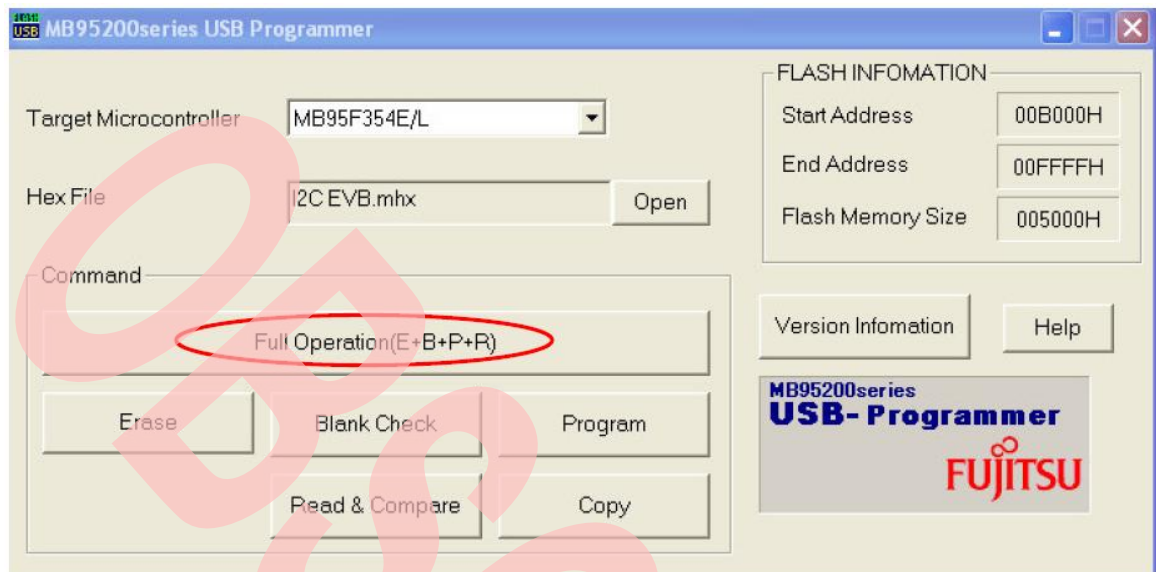 MB95200series USB Programmer
Target Microcontroller MB95F354E/L
Hex File I2C EVB.mhx Open
Command
Full Operation(E+B+P+R)
Erase Blank Check Program
Read & Compare Copy
FLASH INFOMATION
Start Address 00B000H
End Address 00FFFFH
Flash Memory Size 005000H
Version Infomation Help
MB95200series
USB-Programmer
FUJITSU